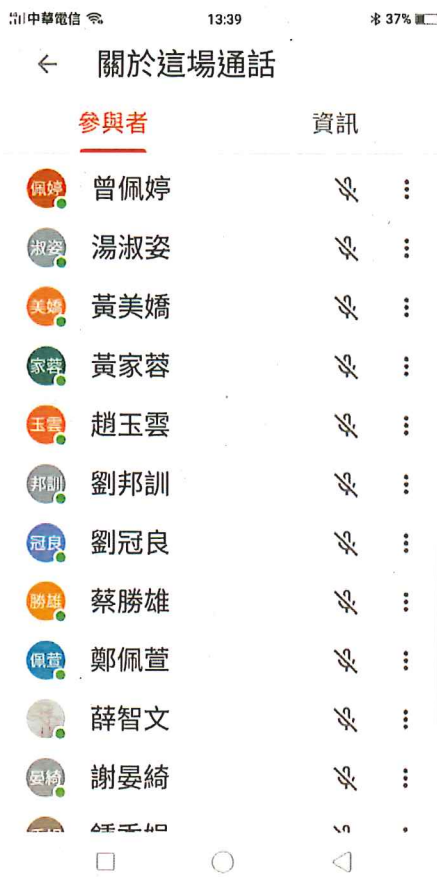 中華電信 13:39 37%
關於這場通話
參與者 資訊
佩婷 曾佩婷
淑姿 湯淑姿
美嬌 黃美嬌
家蓉 黃家蓉
玉雲 趙玉雲
邦訓 劉邦訓
冠良 劉冠良
勝雄 蔡勝雄
佩萱 鄭佩萱
薛智文
晏綺 謝晏綺